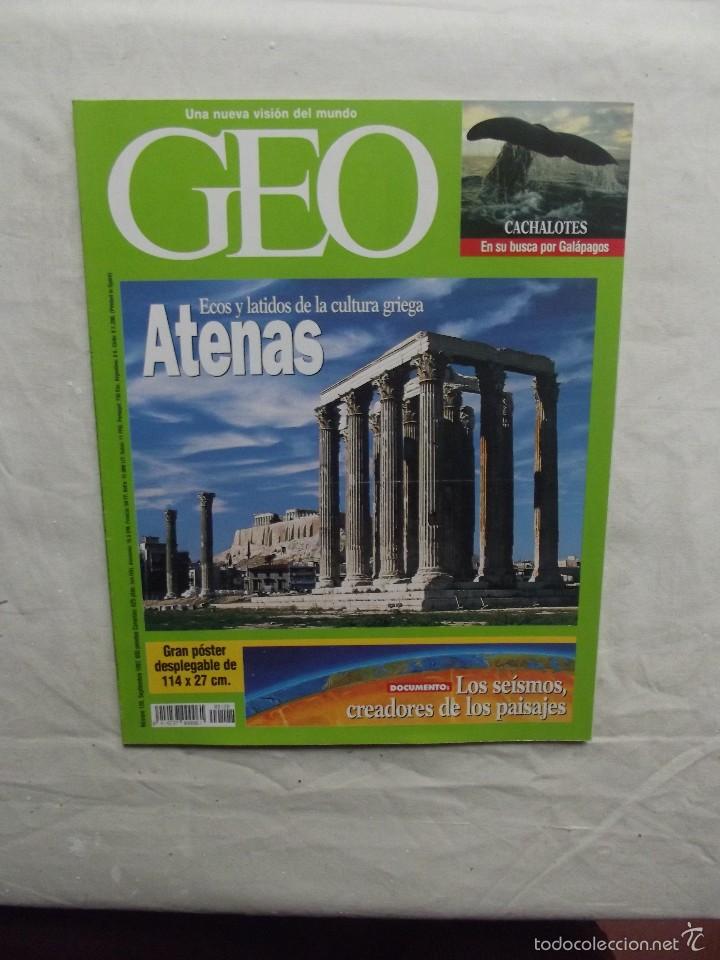 Una nueva visión del mundo
GEO
CACHALOTES
En su busca por Galápagos
Ecos y latidos de la cultura griega
Atenas
Gran póster
desplegable de
114 x 27 cm.
DOCUMENTO: Los seísmos,
creadores de los paisajes
todocoleccion.net